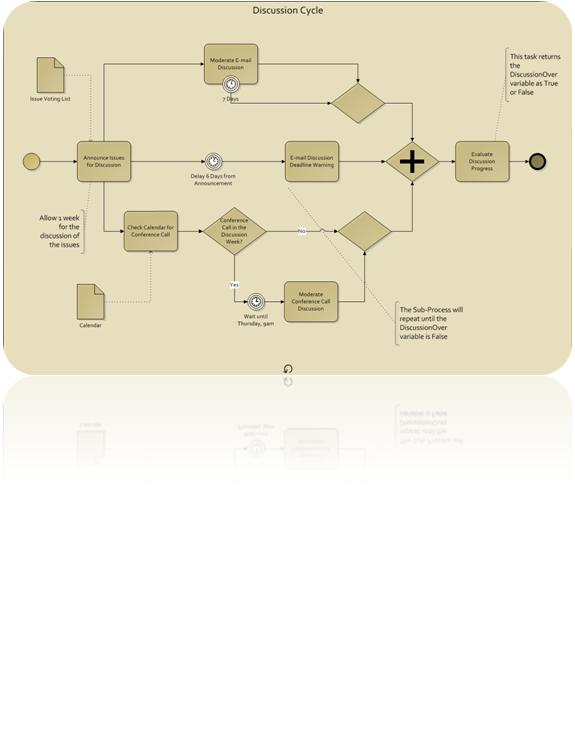 Discussion Cycle
Moderate E-mail
Discussion
7 Days
Issue Voting List
This task returns
the
DiscussionOver
variable as True
or False
Announce Issues
for Discussion
Delay 6 Days from
Announcement
E-mail Discussion
Deadline Warning
Evaluate
Discussion
Progress
Allow 1 week
for the
discussion of
the issues
Check Calendar for
Conference Call
Conference
Call in the
Discussion
Week?
No
Yes
Calendar
Wait until
Thursday, 9am
Moderate
Conference Call
Discussion
The Sub-Process will
repeat until the
DiscussionOver
variable is False